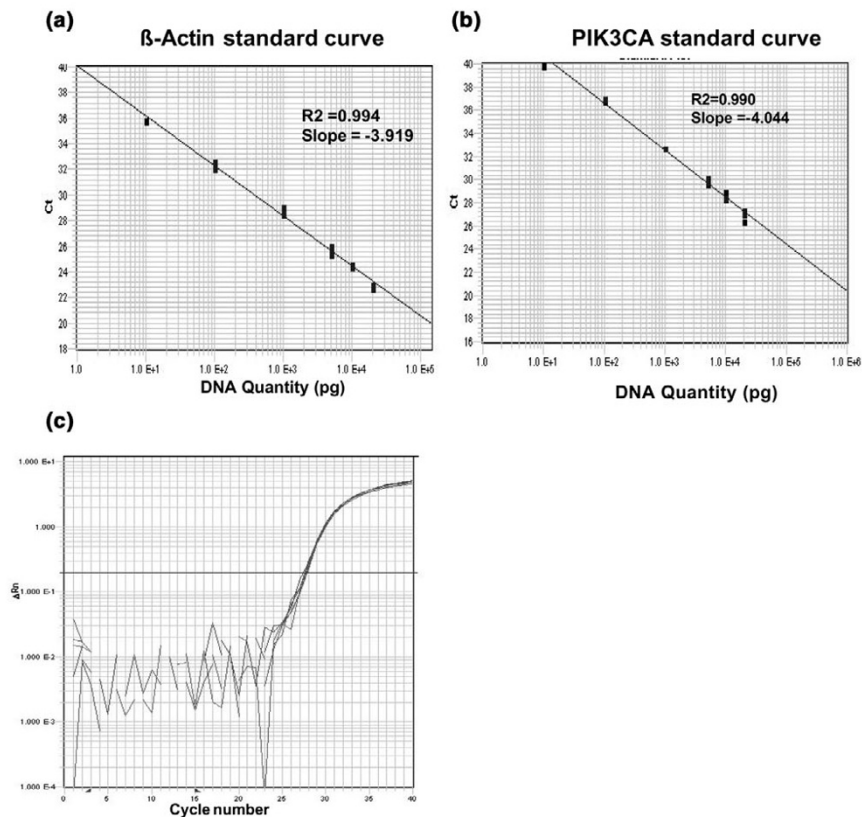 (a)
ß-Actin standard curve
40
38
36
34
32
30
28
26
24
22
20
18
Ct
R2 =0.994
Slope = -3.919
1.0
1.0 E+1
1.0 E+2
1.0 E+3
1.0 E+4
1.0 E+5
DNA Quantity (pg)
(b)
PIK3CA standard curve
40
38
36
34
32
30
28
26
24
22
20
18
16
Ct
R2=0.990
Slope =-4.044
1.0
1.0 E+1
1.0 E+2
1.0 E+3
1.0 E+4
1.0 E+5
1.0 E+6
DNA Quantity (pg)
(c)
1.000 E+1
1.000
1.000 E-1
1.000 E-2
1.000 E-3
1.000 E-4
ΔRn
0
5
10
15
20
25
30
35
40
Cycle number